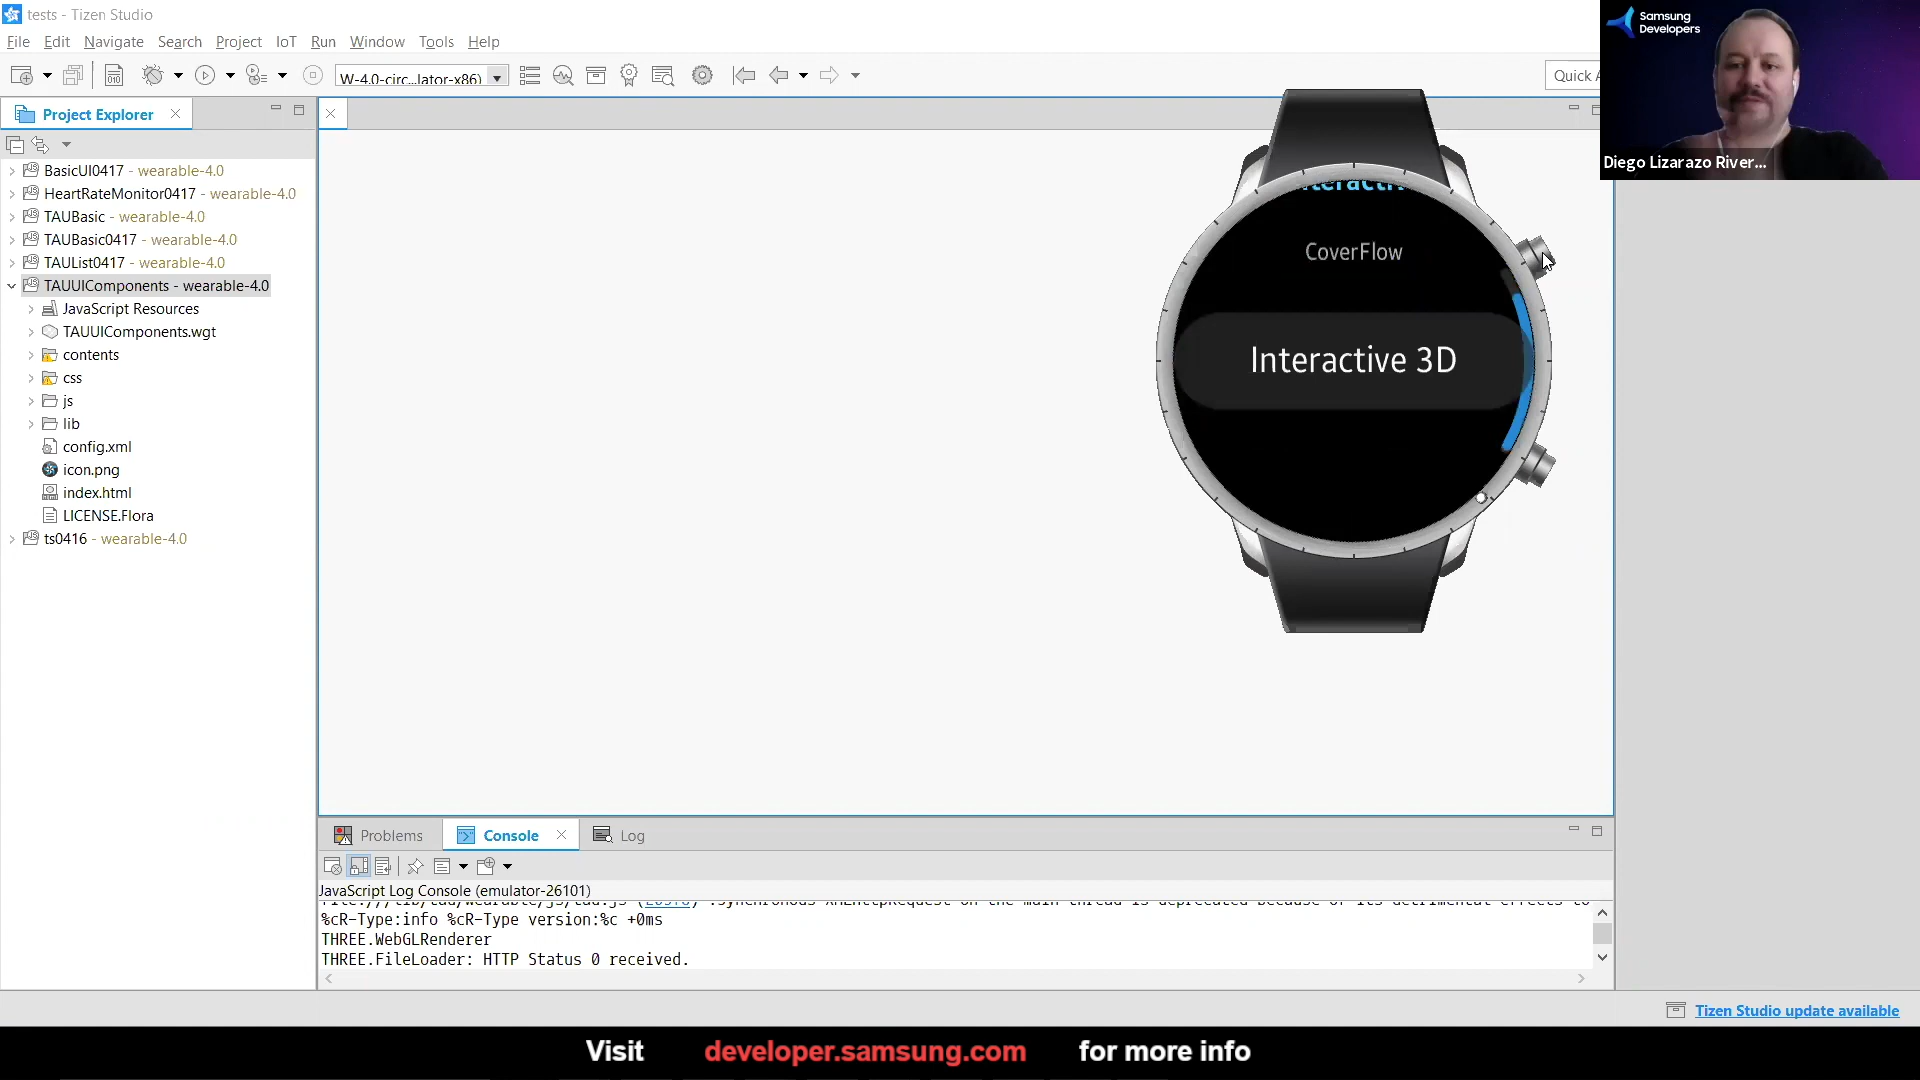 tests - Tizen Studio
File Edit Navigate Search Project IoT Run Window Tools Help
W-4.0-circ...lator-x86)
Quick A
Samsung
Developers
Diego Lizarazo River...
Project Explorer
BasicUI0417 - wearable-4.0
HeartRateMonitor0417 - wearable-4.0
TAUBasic - wearable-4.0
TAUBasic0417 - wearable-4.0
TAUList0417 - wearable-4.0
TAUUIComponents - wearable-4.0
JavaScript Resources
TAUUIComponents.wgt
contents
css
js
lib
config.xml
icon.png
index.html
LICENSE.Flora
ts0416 - wearable-4.0
CoverFlow
Interactive 3D
Problems Console Log
JavaScript Log Console (emulator-26101)
%cR-Type:info %cR-Type version:%c +0ms
THREE.WebGLRenderer
THREE.FileLoader: HTTP Status 0 received.
Tizen Studio update available
Visit developer.samsung.com for more info